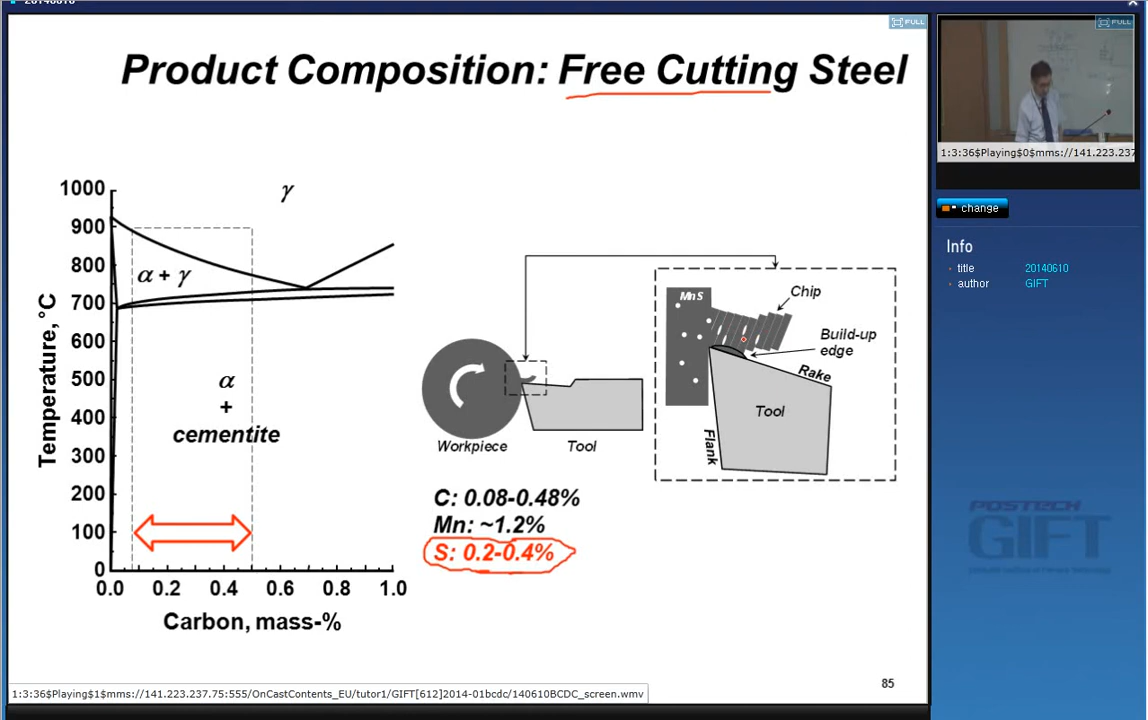 20140610
FULL
Product Composition: Free Cutting Steel
1000
900
800
700
600
500
400
300
200
100
0
Temperature, °C
γ
α + γ
α
+
cementite
0.0 0.2 0.4 0.6 0.8 1.0
Carbon, mass-%
Workpiece
Tool
MnS
Chip
Build-up
edge
Rake
Tool
Flank
C: 0.08-0.48%
Mn: ~1.2%
S: 0.2-0.4%
85
1:3:36$Playing$1$mms://141.223.237.75:555/OnCastContents_EU/tutor1/GIFT[612]2014-01bcdc/140610BCDC_screen.wmv
FULL
1:3:36$Playing$0$mms://141.223.237
change
Info
title 20140610
author GIFT
POSTECH
GIFT